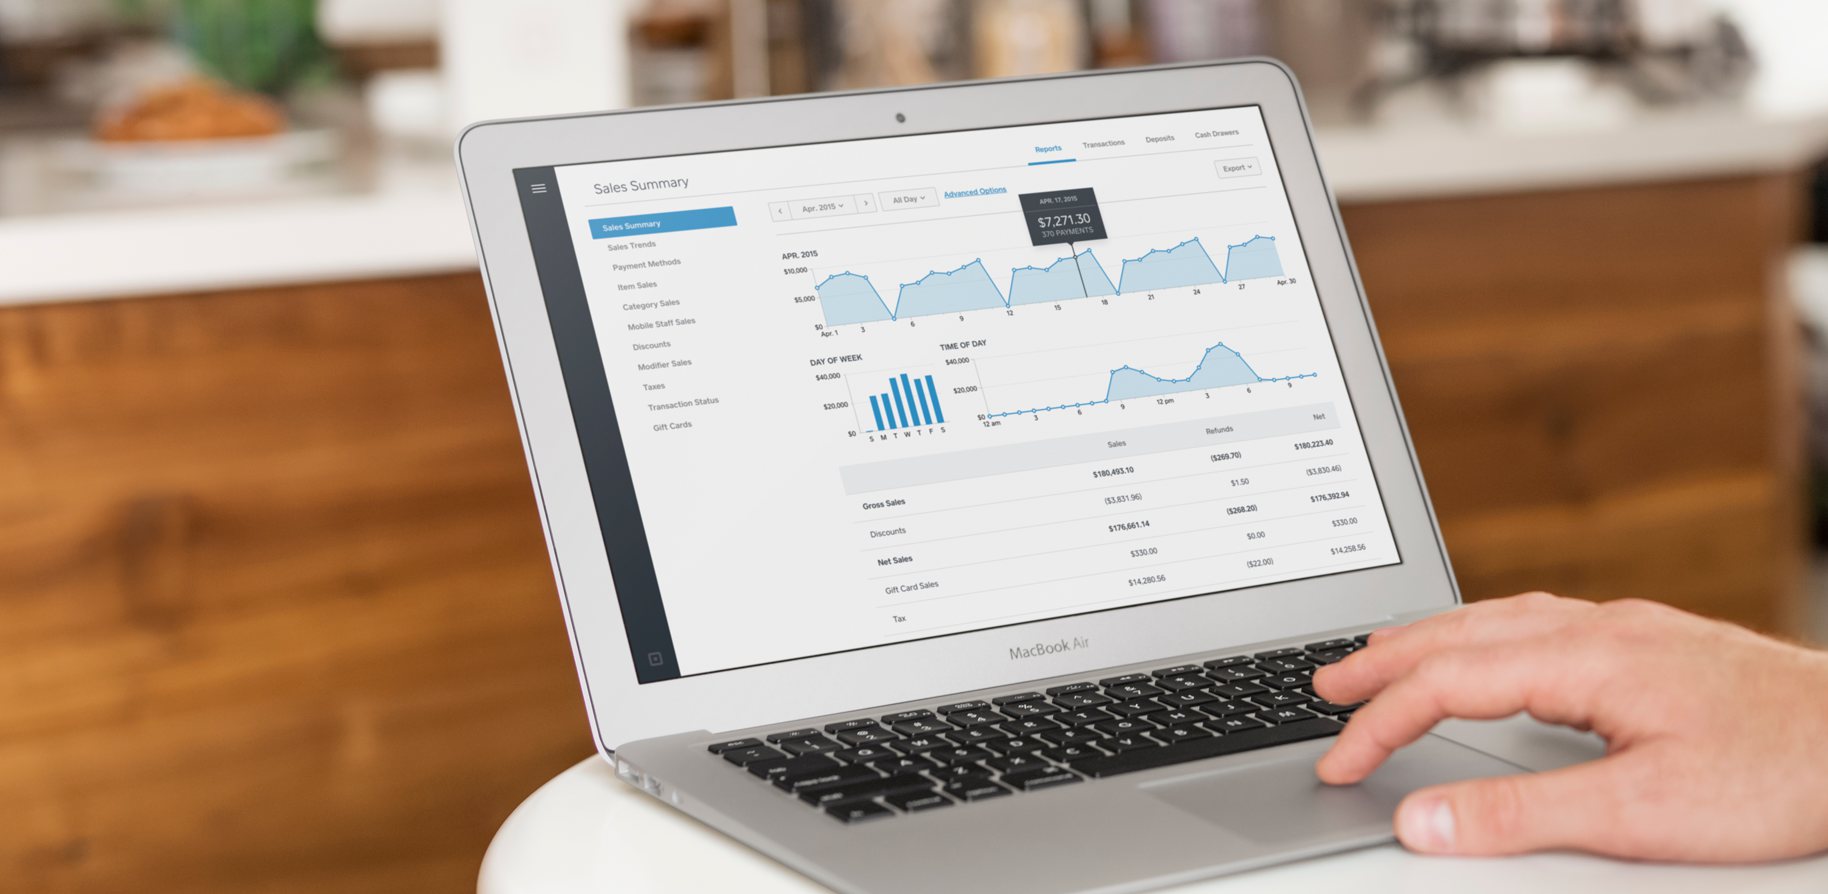 Sales Summary
Reports Transactions Deposits Cash Drawers
Sales Summary
Sales Trends
Payment Methods
Item Sales
Category Sales
Mobile Staff Sales
Discounts
Modifier Sales
Taxes
Transaction Status
Gift Cards
Apr. 2015 All Day Advanced Options Export
APR. 17, 2015
$7,271.30
370 PAYMENTS
APR. 2015
$10,000
$5,000
$0
Apr. 1 3 6 9 12 15 18 21 24 27 Apr. 30
DAY OF WEEK
$40,000
$20,000
$0
S M T W T F S
TIME OF DAY
$40,000
$20,000
$0
12 am 3 6 9 12 pm 3 6 9
Sales Refunds Net
Gross Sales $180,493.10 ($269.70) $180,223.40
Discounts ($3,831.96) $1.50 ($3,830.46)
Net Sales $176,661.14 ($268.20) $176,392.94
Gift Card Sales $330.00 $0.00 $330.00
Tax $14,280.56 ($22.00) $14,258.56
MacBook Air